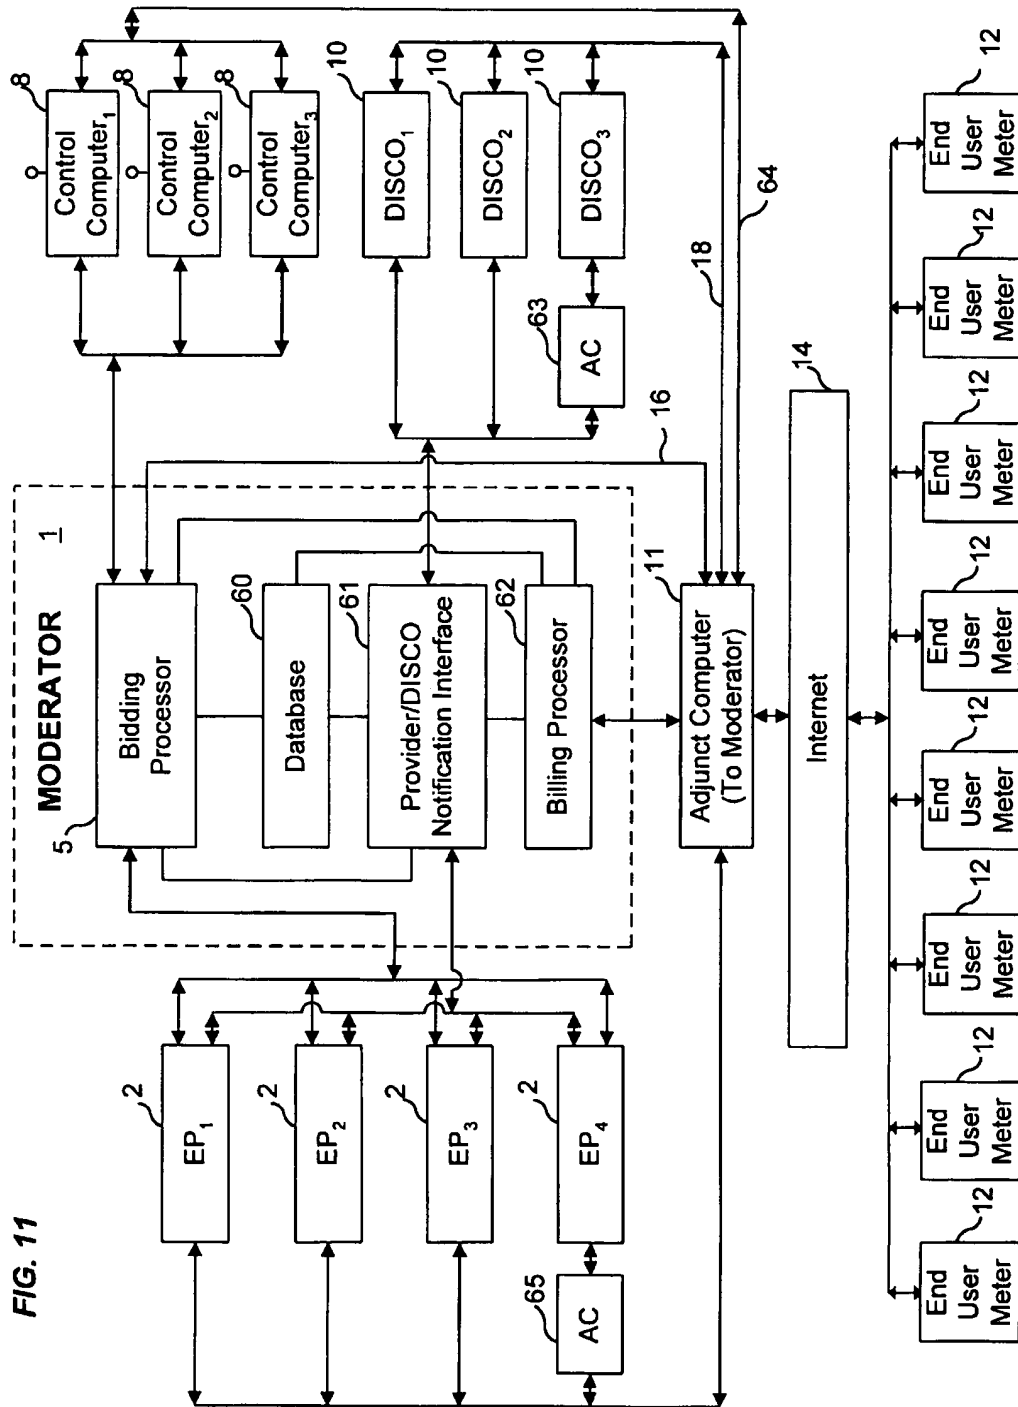 FIG. 11
MODERATOR
1
5
Bidding
Processor
60
Database
61
Provider/DISCO
Notification Interface
62
Billing Processor
2
EP1
2
EP2
2
EP3
2
EP4
65
AC
8
Control
Computer1
8
Control
Computer2
8
Control
Computer3
10
DISCO1
10
DISCO2
10
DISCO3
63
AC
16
18
64
11
Adjunct Computer
(To Moderator)
14
Internet
12
End
User
Meter
12
End
User
Meter
12
End
User
Meter
12
End
User
Meter
12
End
User
Meter
12
End
User
Meter
12
End
User
Meter
12
End
User
Meter